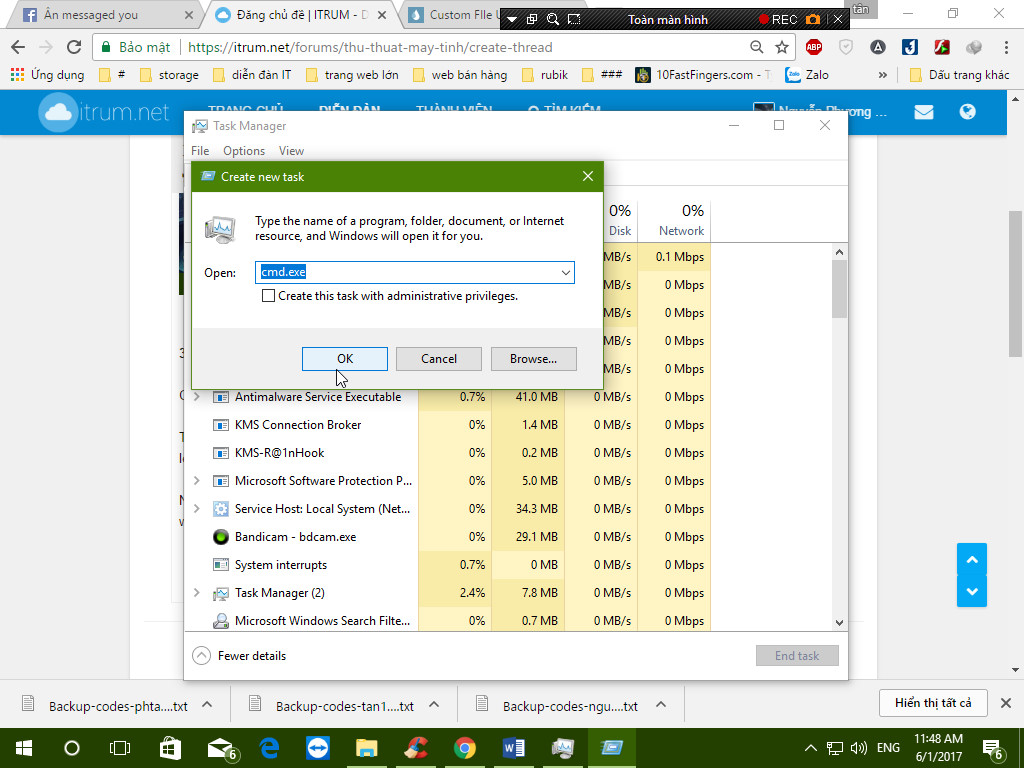 Ân messaged you
Đăng chủ đề | ITRUM - D
Custom FIle U
Toàn màn hình
REC
tân
Bảo mật
https://itrum.net/forums/thu-thuat-may-tinh/create-thread
ABP
Ứng dụng
#
storage
diễn đàn IT
trang web lớn
web bán hàng
rubik
###
10FastFingers.com - T
Zalo
»
Dấu trang khác
itrum.net
TRANG CHỦ
DIỄN ĐÀN
THÀNH VIÊN
TÌM KIẾM
Nguyễn Phương ...
Task Manager
File Options View
Create new task
Type the name of a program, folder, document, or Internet
resource, and Windows will open it for you.
Open:
cmd.exe
Create this task with administrative privileges.
OK
Cancel
Browse...
0% 0%
Disk Network
MB/s 0.1 Mbps
MB/s 0 Mbps
MB/s 0 Mbps
MB/s 0 Mbps
MB/s 0 Mbps
Antimalware Service Executable 0.7% 41.0 MB 0 MB/s 0 Mbps
KMS Connection Broker 0% 1.4 MB 0 MB/s 0 Mbps
KMS-R@1nHook 0% 0.2 MB 0 MB/s 0 Mbps
Microsoft Software Protection P... 0% 5.0 MB 0 MB/s 0 Mbps
Service Host: Local System (Net... 0% 34.3 MB 0 MB/s 0 Mbps
Bandicam - bdcam.exe 0% 29.1 MB 0 MB/s 0 Mbps
System interrupts 0.7% 0 MB 0 MB/s 0 Mbps
Task Manager (2) 2.4% 7.8 MB 0 MB/s 0 Mbps
Microsoft Windows Search Filte... 0% 0.7 MB 0 MB/s 0 Mbps
Fewer details
End task
Backup-codes-phta....txt
Backup-codes-tan1....txt
Backup-codes-ngu....txt
Hiển thị tất cả
6
ENG
11:48 AM
6/1/2017
6